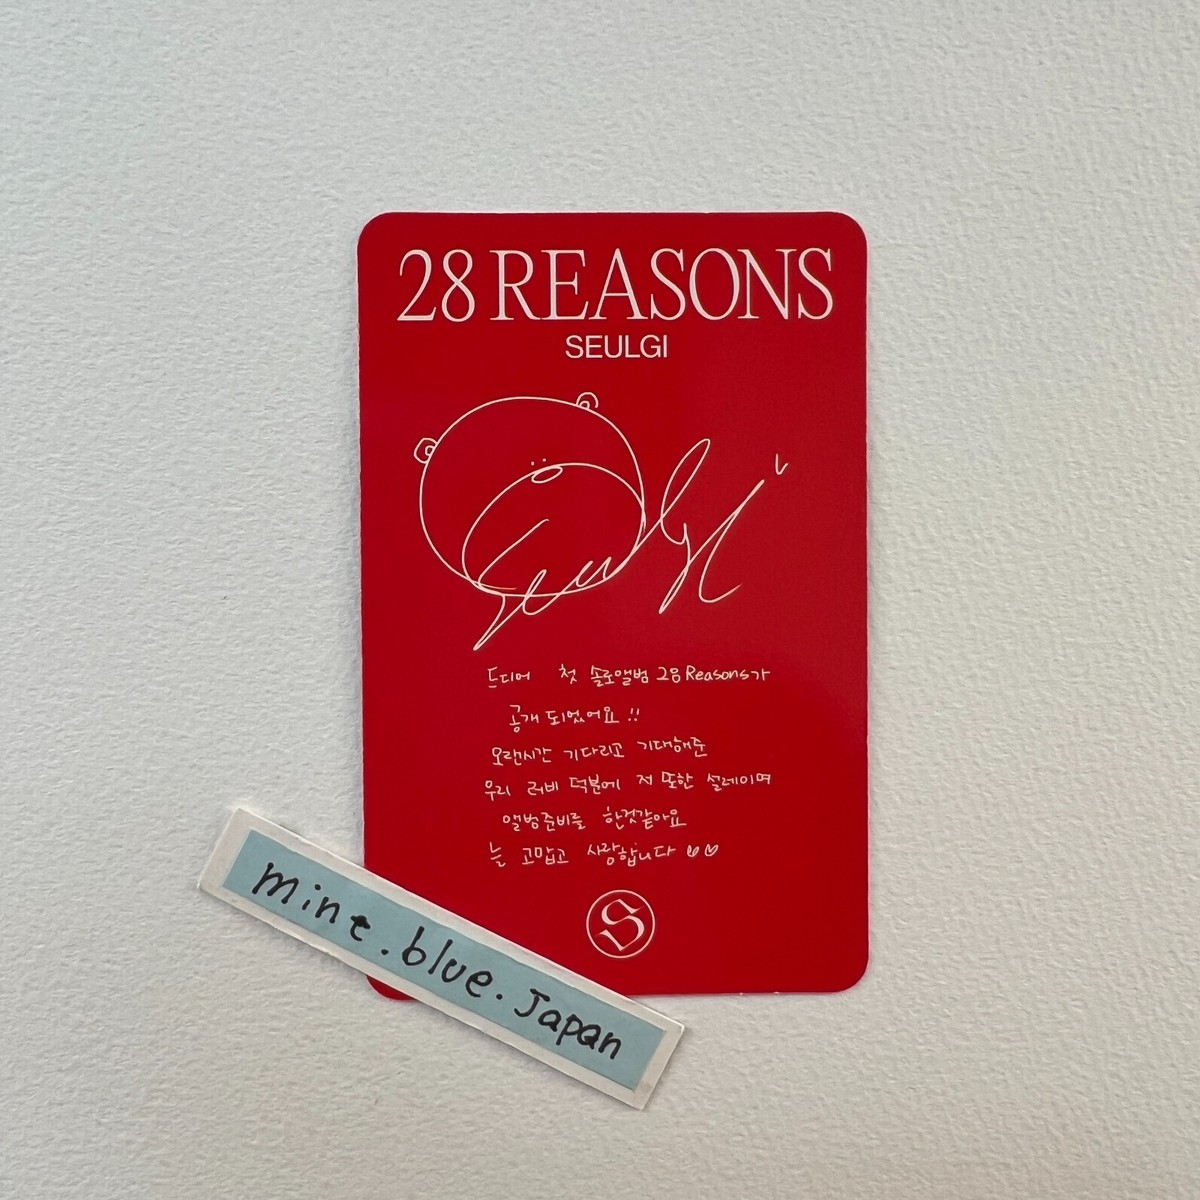 28 REASONS
SEULGI
Seulgi
드디어 첫 솔로앨범 28 Reasons가
공개 되었어요 !!
오랜시간 기다리고 기대해준
우리 러비 덕분에 저 또한 설레이며
앨범준비를 한것같아요
늘 고맙고 사랑합니다 ♡♡
S
mint.blue.Japan